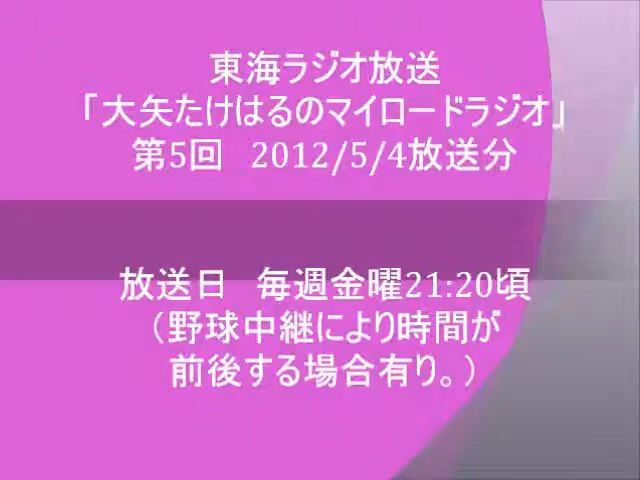 東海ラジオ放送
「大矢たけはるのマイロードラジオ」
第5回　2012/5/4放送分
放送日　毎週金曜21:20頃
（野球中継により時間が
前後する場合有り。）